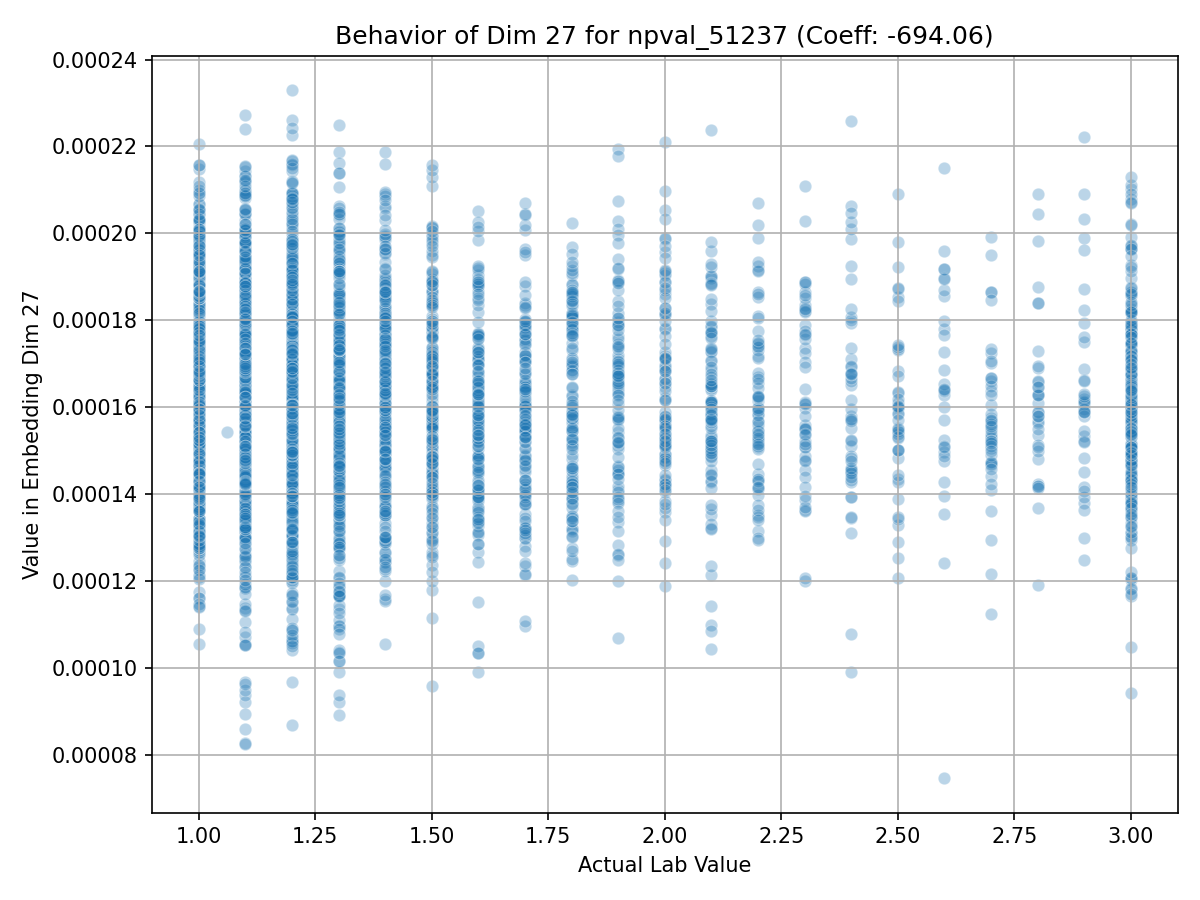 Behavior of Dim 27 for npval_51237 (Coeff: -694.06)
Value in Embedding Dim 27
0.00024
0.00022
0.00020
0.00018
0.00016
0.00014
0.00012
0.00010
0.00008
1.00 1.25 1.50 1.75 2.00 2.25 2.50 2.75 3.00
Actual Lab Value